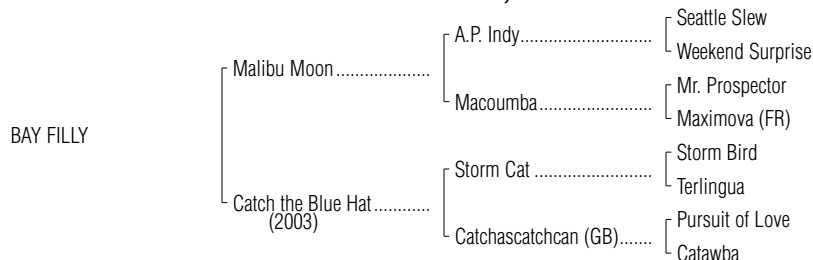 Seattle Slew
A.P. Indy..............................
Weekend Surprise
Malibu Moon.....................
Mr. Prospector
Macoumba.........................
Maximova (FR)
BAY FILLY
Storm Bird
Storm Cat ..........................
Terlingua
Catch the Blue Hat............
(2003)
Pursuit of Love
Catchascatchcan (GB).......
Catawba